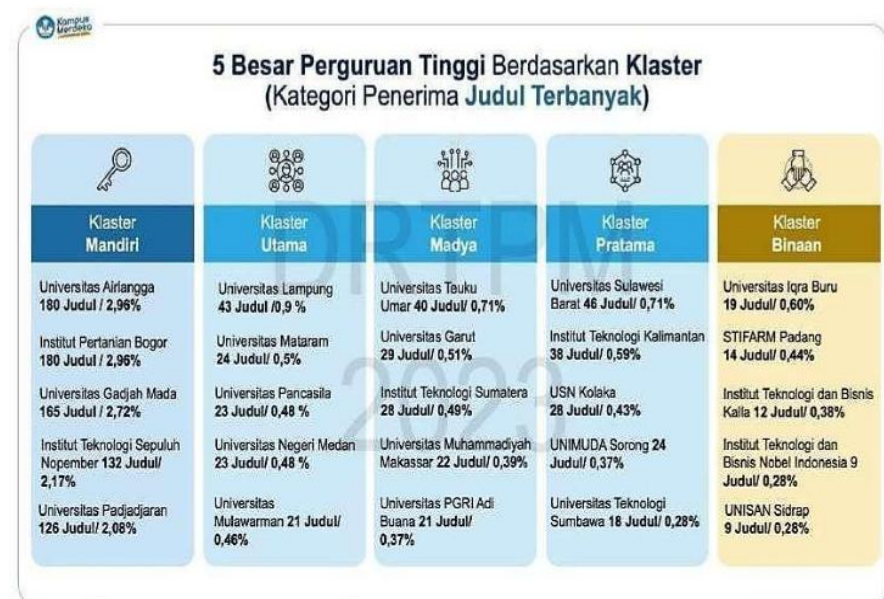 Kampus
Merdeka
5 Besar Perguruan Tinggi Berdasarkan Klaster
(Kategori Penerima Judul Terbanyak)
Klaster
Mandiri
Universitas Airlangga
180 Judul / 2,96%
Institut Pertanian Bogor
180 Judul / 2,96%
Universitas Gadjah Mada
165 Judul / 2,72%
Institut Teknologi Sepuluh
Nopember 132 Judul/
2,17%
Universitas Padjadjaran
126 Judul/ 2,08%
Klaster
Utama
Universitas Lampung
43 Judul /0,9 %
Universitas Mataram
24 Judul/ 0,5%
Universitas Pancasila
23 Judul/ 0,48 %
Universitas Negeri Medan
23 Judul/ 0,48 %
Universitas
Mulawarman 21 Judul/
0,46%
Klaster
Madya
Universitas Teuku
Umar 40 Judul/ 0,71%
Universitas Garut
29 Judul/ 0,51%
Institut Teknologi Sumatera
28 Judul/ 0,49%
Universitas Muhammadiyah
Makassar 22 Judul/ 0,39%
Universitas PGRI Adi
Buana 21 Judul/
0,37%
Klaster
Pratama
Universitas Sulawesi
Barat 46 Judul/ 0,71%
Institut Teknologi Kalimantan
38 Judul/ 0,59%
USN Kolaka
28 Judul/ 0,43%
UNIMUDA Sorong 24
Judul/ 0,37%
Universitas Teknologi
Sumbawa 18 Judul/ 0,28%
Klaster
Binaan
Universitas Iqra Buru
19 Judul/ 0,60%
STIFARM Padang
14 Judul/ 0,44%
Institut Teknologi dan Bisnis
Kalla 12 Judul/ 0,38%
Institut Teknologi dan
Bisnis Nobel Indonesia 9
Judul/ 0,28%
UNISAN Sidrap
9 Judul/ 0,28%
DRTPM
2023